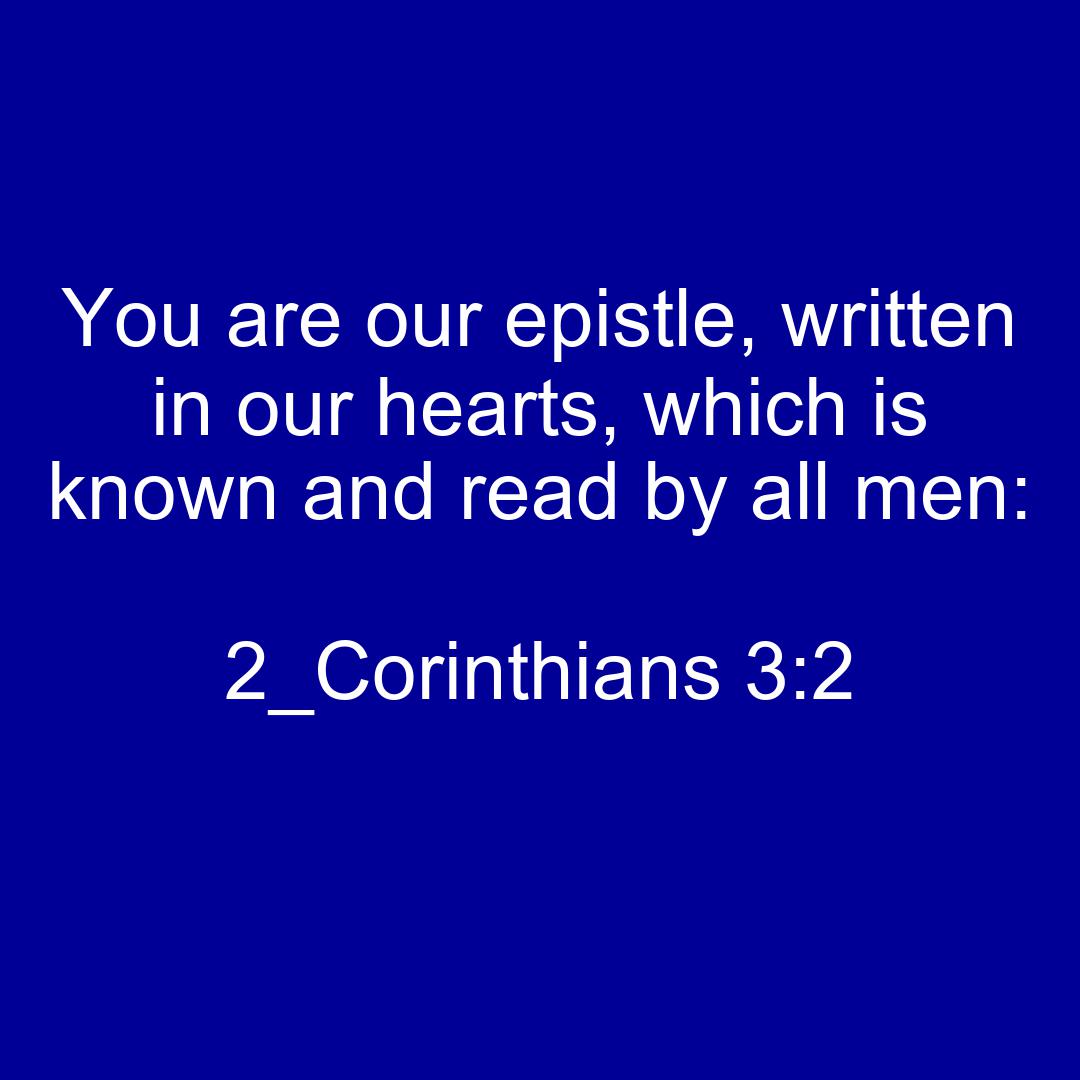 You are our epistle, written
in our hearts, which is
known and read by all men:
2_Corinthians 3:2